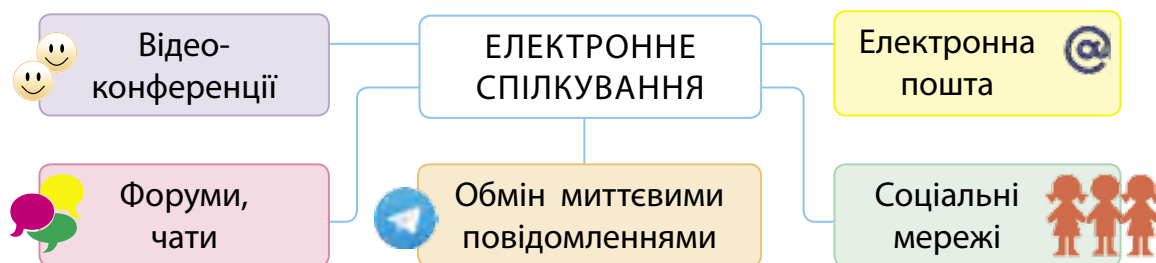 Відео-
конференції
ЕЛЕКТРОННЕ
СПІЛКУВАННЯ
Електронна
пошта
@
Форуми,
чати
Обмін миттєвими
повідомленнями
Соціальні
мережі